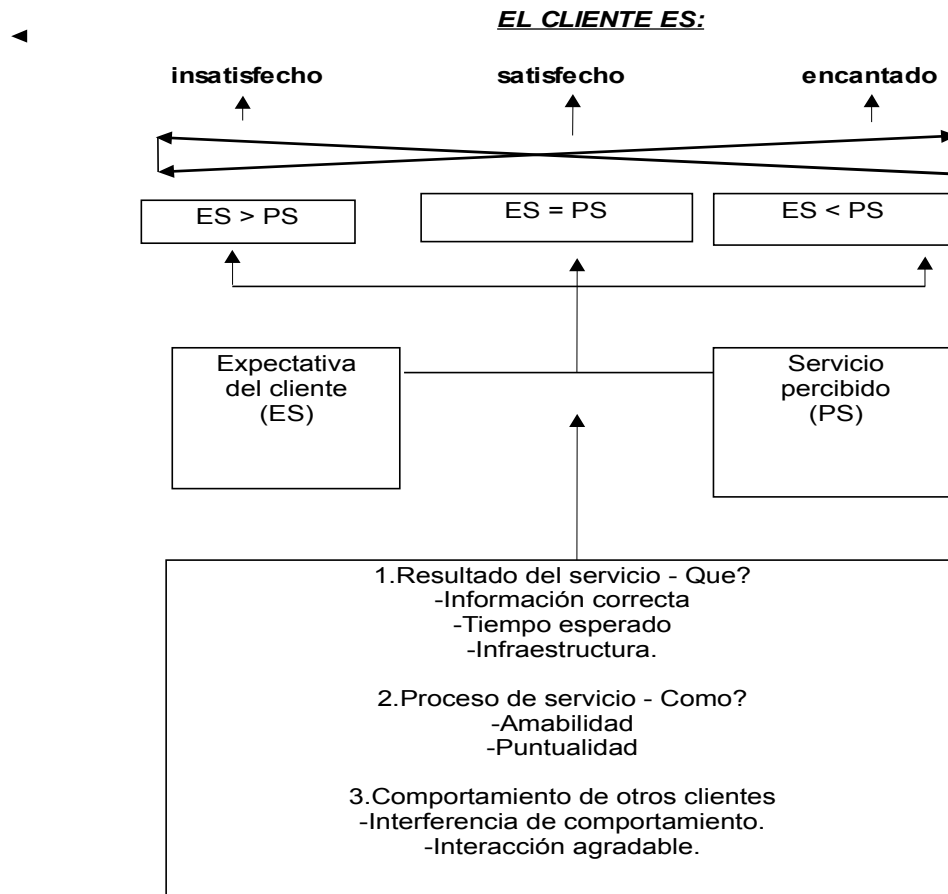 EL CLIENTE ES:
insatisfecho
satisfecho
encantado
ES > PS
ES = PS
ES < PS
Expectativa
del cliente
(ES)
Servicio
percibido
(PS)
1.Resultado del servicio - Que?
-Información correcta
-Tiempo esperado
-Infraestructura.
2.Proceso de servicio - Como?
-Amabilidad
-Puntualidad
3.Comportamiento de otros clientes
-Interferencia de comportamiento.
-Interacción agradable.